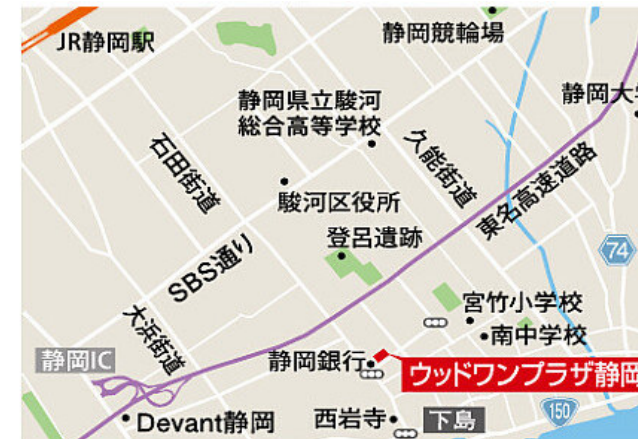 JR静岡駅
静岡競輪場
静岡県立駿河
総合高等学校
静岡大学
石田街道
久能街道
東名高速道路
駿河区役所
登呂遺跡
74
SBS通り
大浜街道
宮竹小学校
南中学校
静岡IC
静岡銀行
ウッドワンプラザ静岡
Devant静岡
西岩寺
下島
150